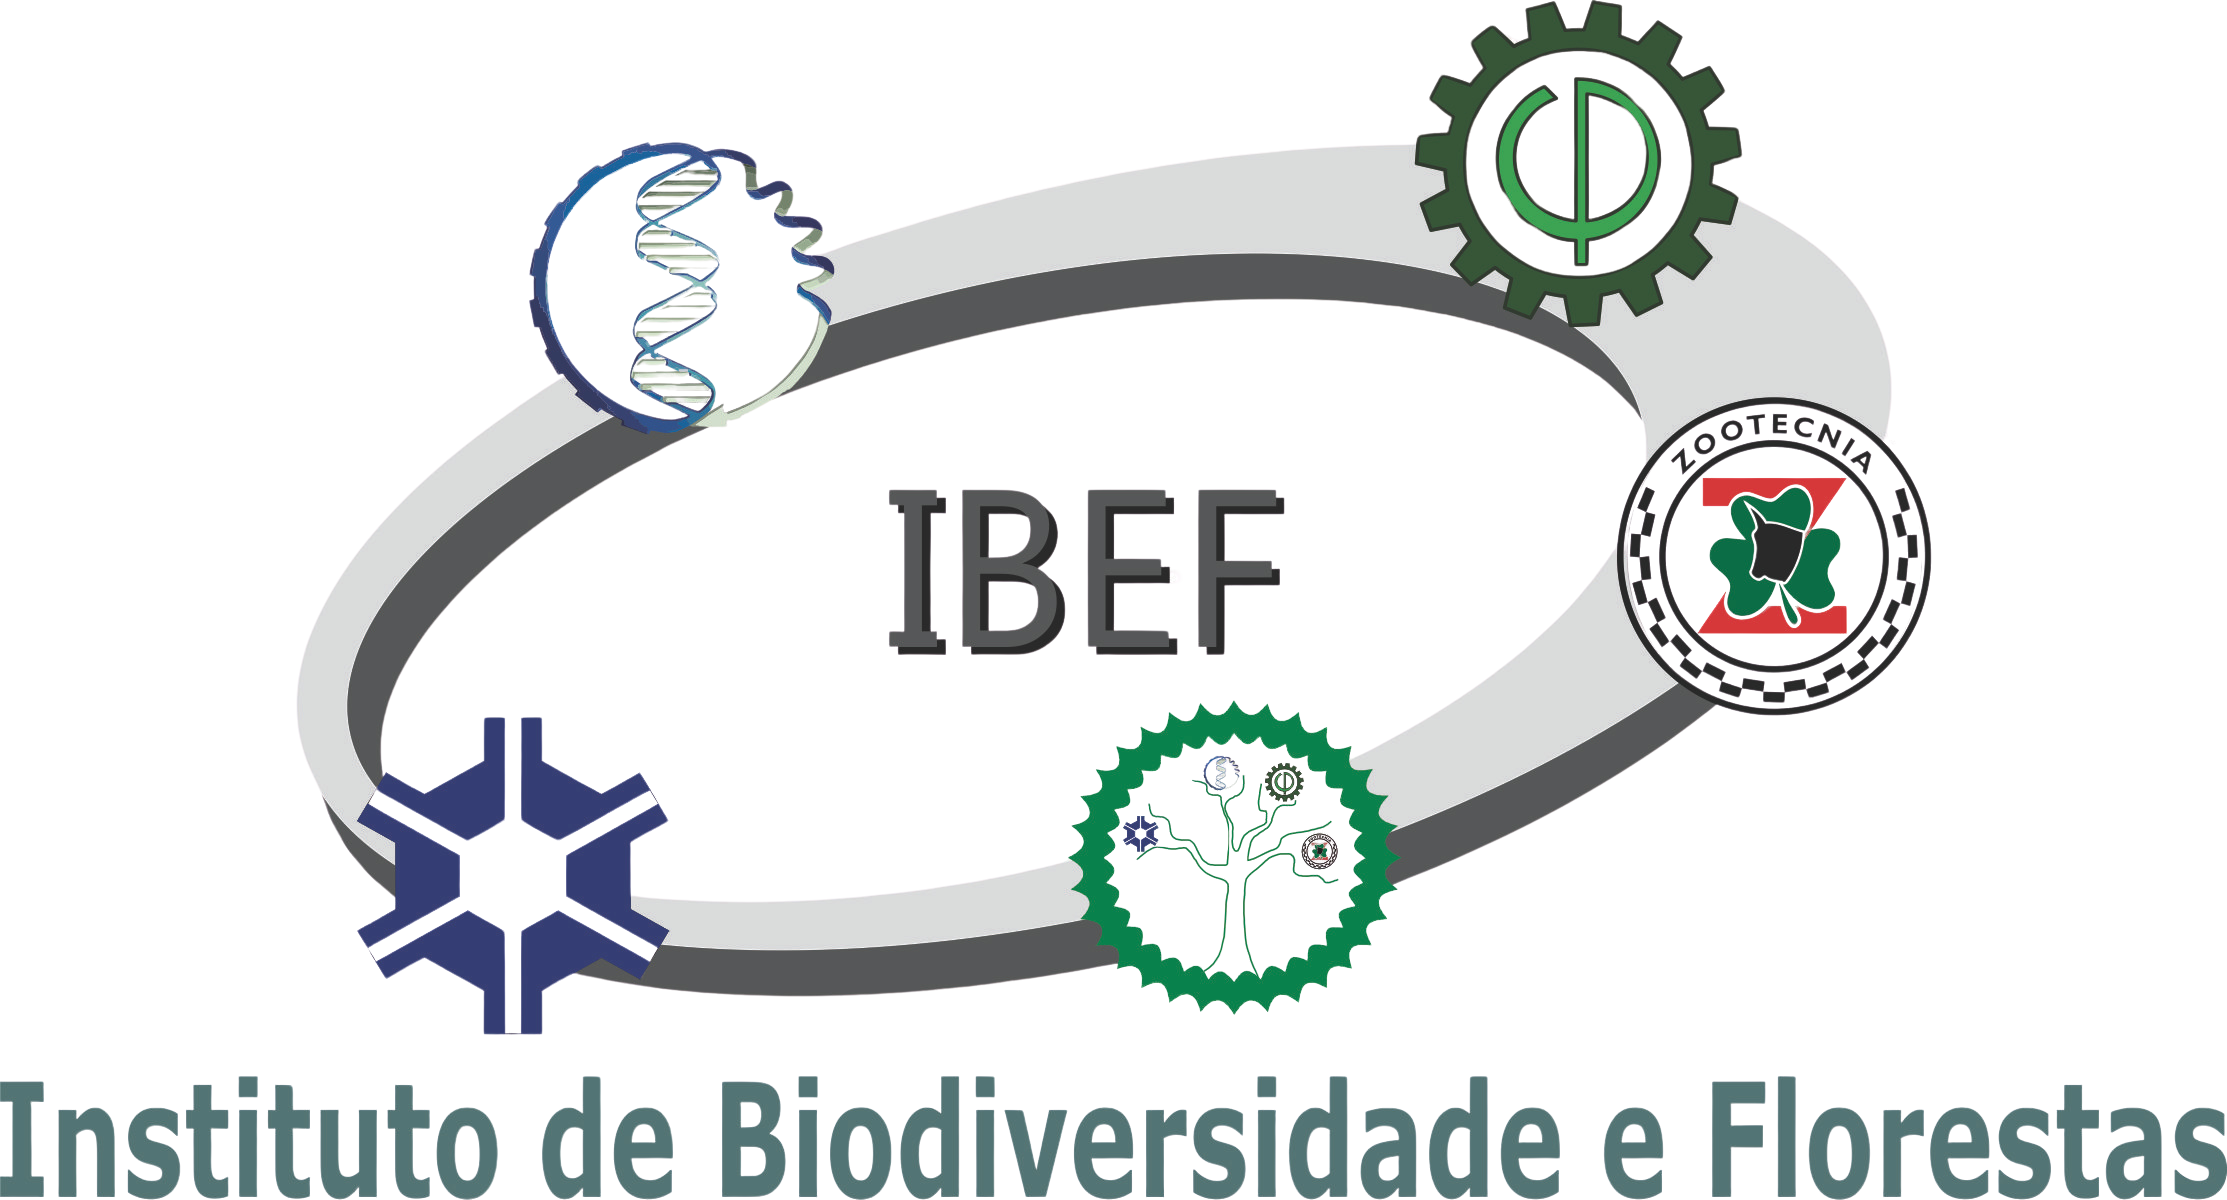 ZOOTECNIA
IBEF
Instituto de Biodiversidade e Florestas